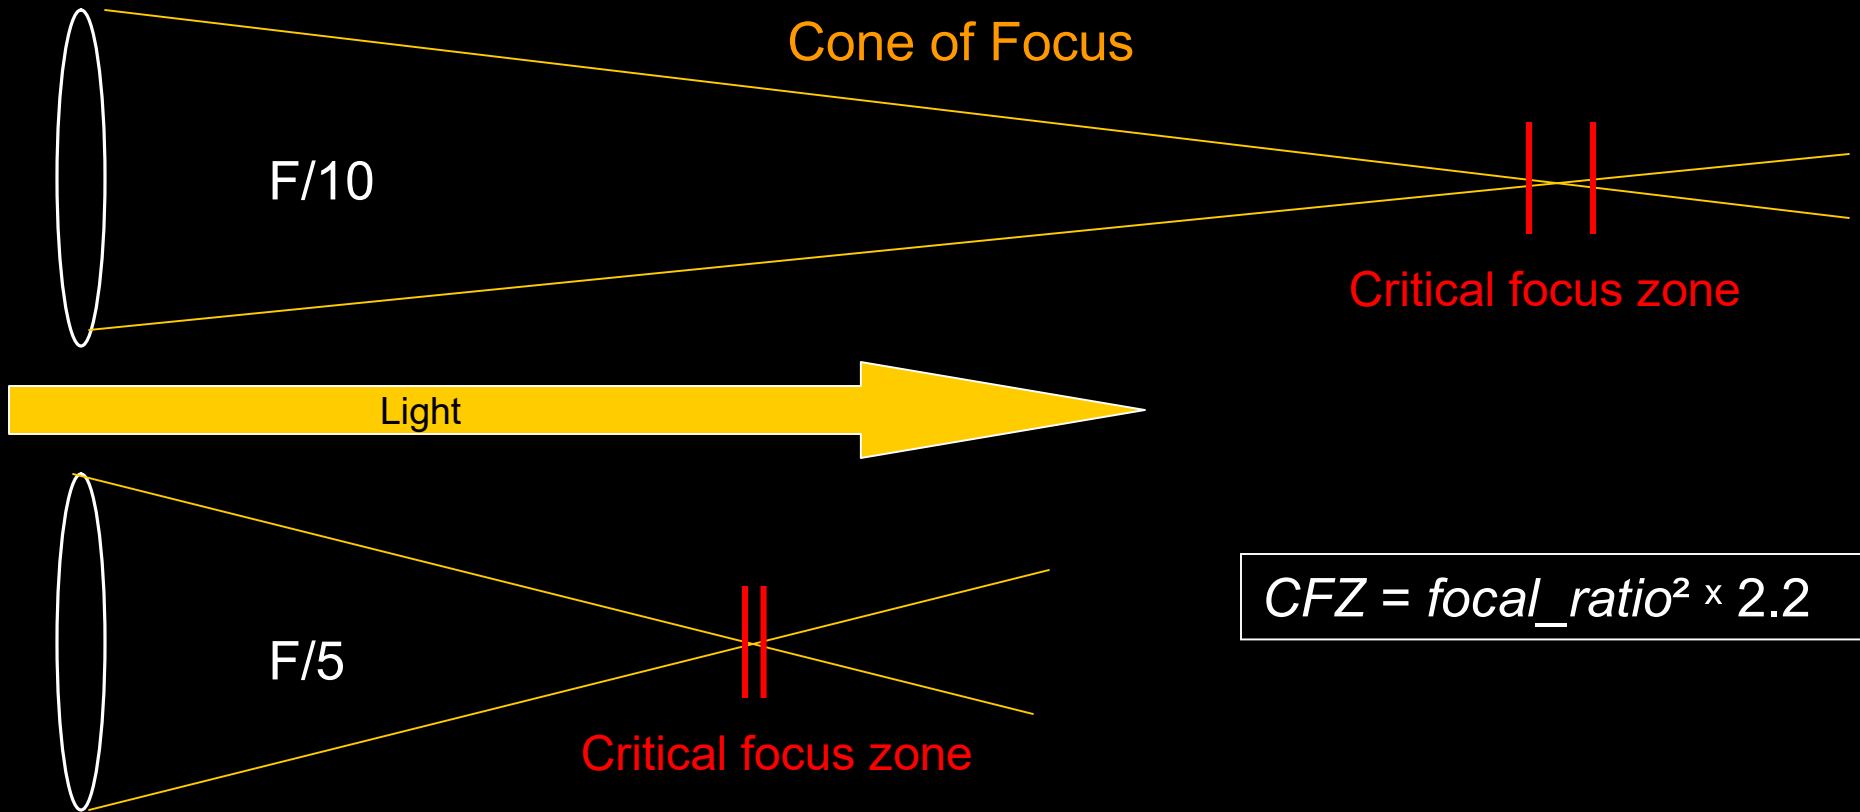 Cone of Focus
F/10
Critical focus zone
Light
F/5
CFZ = focal_ratio² x 2.2
Critical focus zone